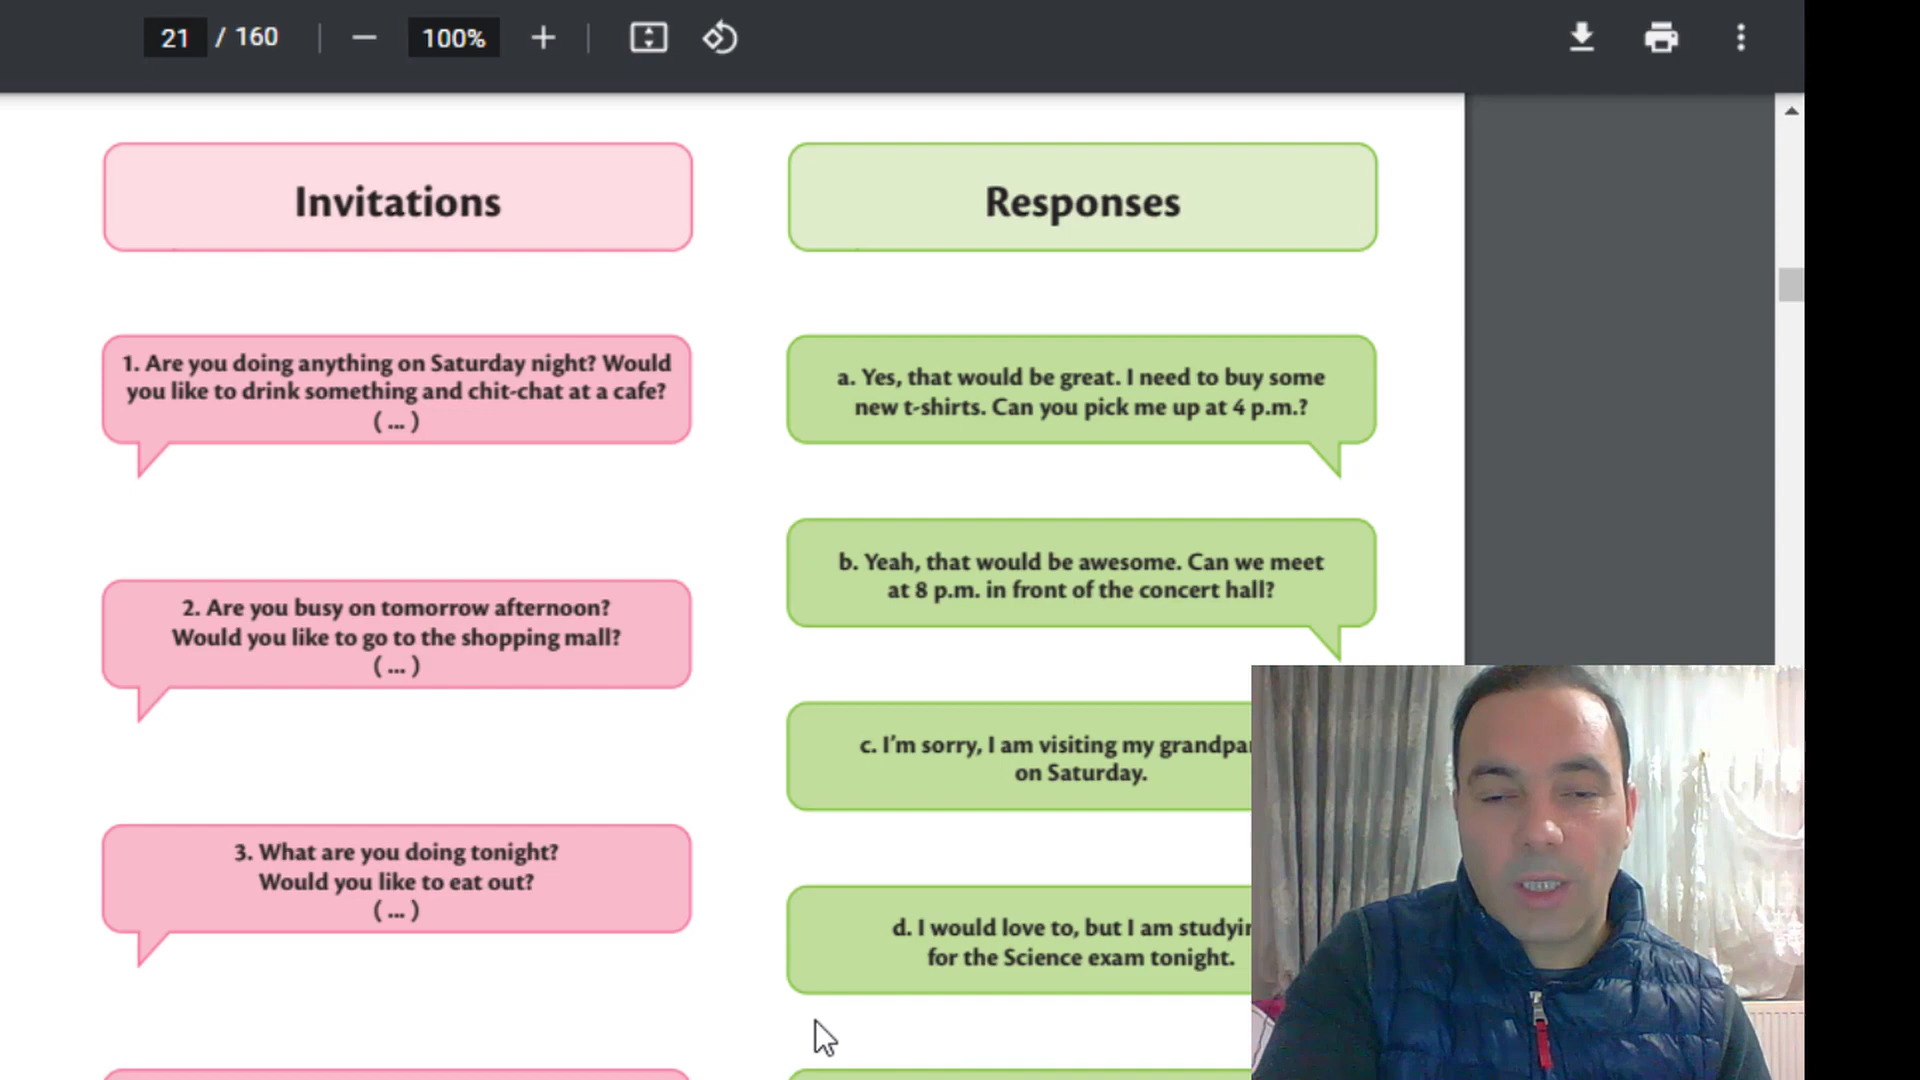 21 / 160
100%
Invitations
Responses
1. Are you doing anything on Saturday night? Would
you like to drink something and chit-chat at a cafe?
( ... )
2. Are you busy on tomorrow afternoon?
Would you like to go to the shopping mall?
( ... )
3. What are you doing tonight?
Would you like to eat out?
( ... )
a. Yes, that would be great. I need to buy some
new t-shirts. Can you pick me up at 4 p.m.?
b. Yeah, that would be awesome. Can we meet
at 8 p.m. in front of the concert hall?
c. I'm sorry, I am visiting my
on Saturday.
d. I would love to, but I am
for the Science exam tonight.